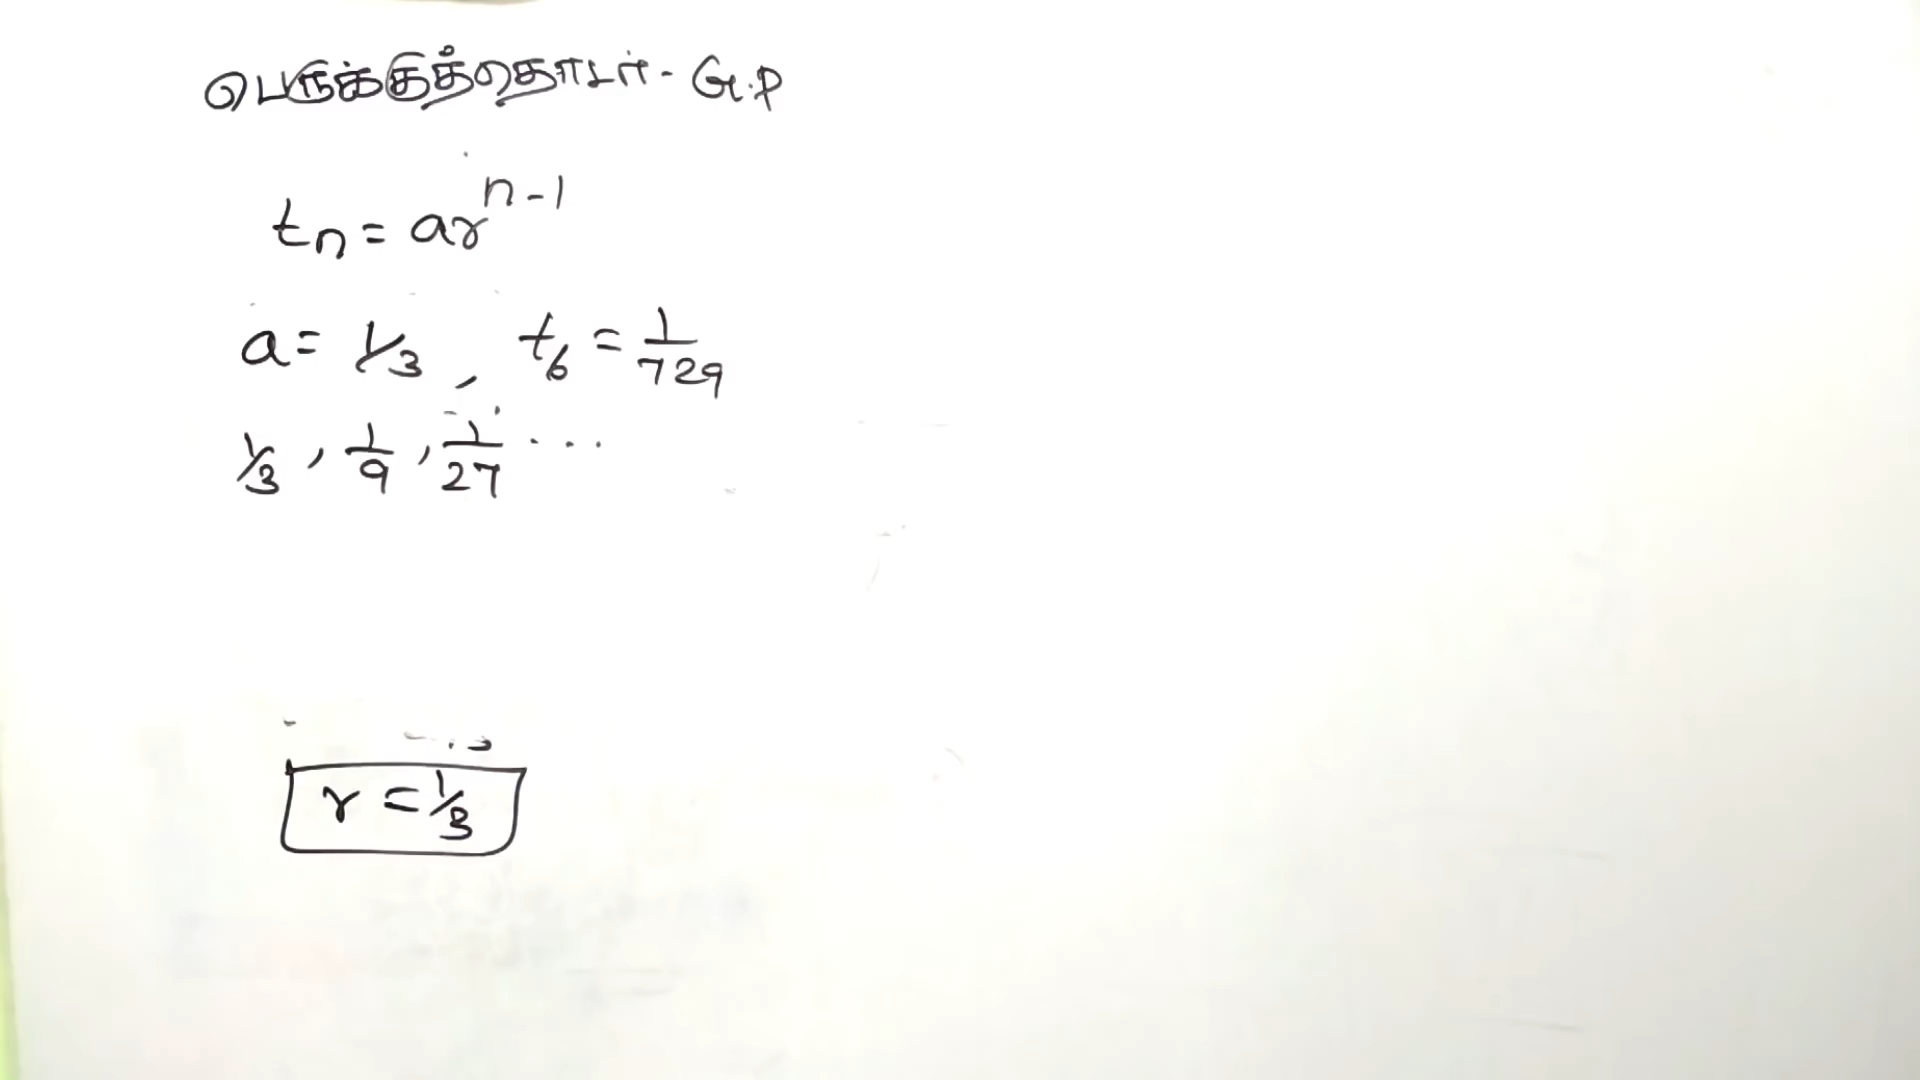 பெருக்குத்தொடர் - G.P
tn = ar^n-1
a = 1/3, t6 = 1/729
1/3, 1/9, 1/27 ...
r = 1/3